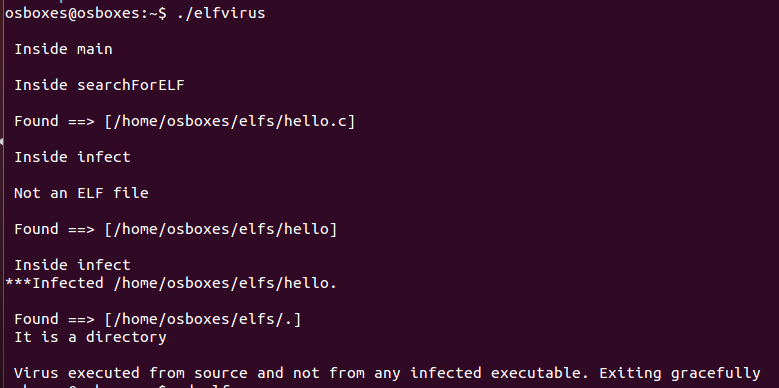 osboxes@osboxes:~$ ./elfvirus
Inside main
Inside searchForELF
Found ==> [/home/osboxes/elfs/hello.c]
Inside infect
Not an ELF file
Found ==> [/home/osboxes/elfs/hello]
Inside infect
***Infected /home/osboxes/elfs/hello.
Found ==> [/home/osboxes/elfs/.]
It is a directory
Virus executed from source and not from any infected executable. Exiting gracefully